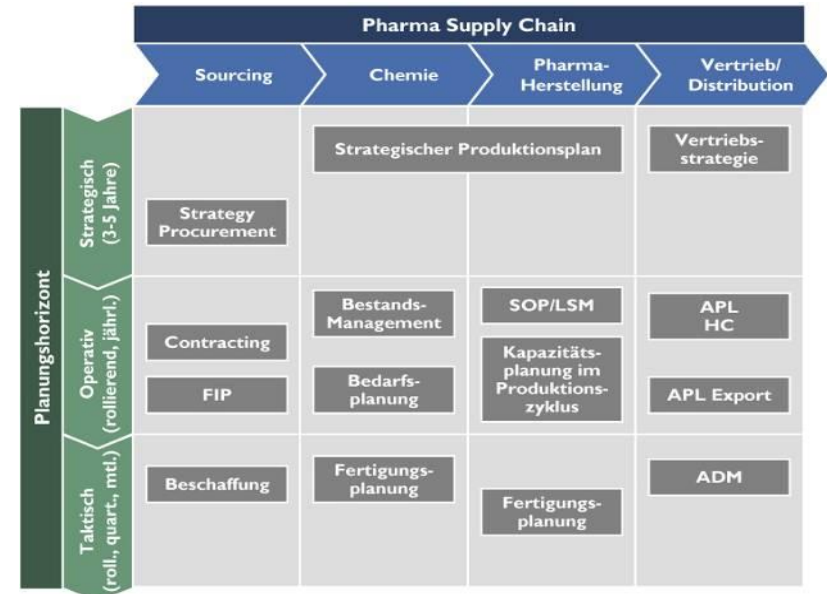 Pharma Supply Chain
Sourcing
Chemie
Pharma-
Herstellung
Vertrieb/
Distribution
Planungshorizont
Strategisch
(3-5 Jahre)
Strategischer Produktionsplan
Vertriebs-
strategie
Strategy
Procurement
Operativ
(rollierend, jährl.)
Contracting
FIP
Bestands-
Management
Bedarfs-
planung
SOP/LSM
Kapazitäts-
planung im
Produktions-
zyklus
APL
HC
APL Export
Taktisch
(roll., quart., mtl.)
Beschaffung
Fertigungs-
planung
Fertigungs-
planung
ADM